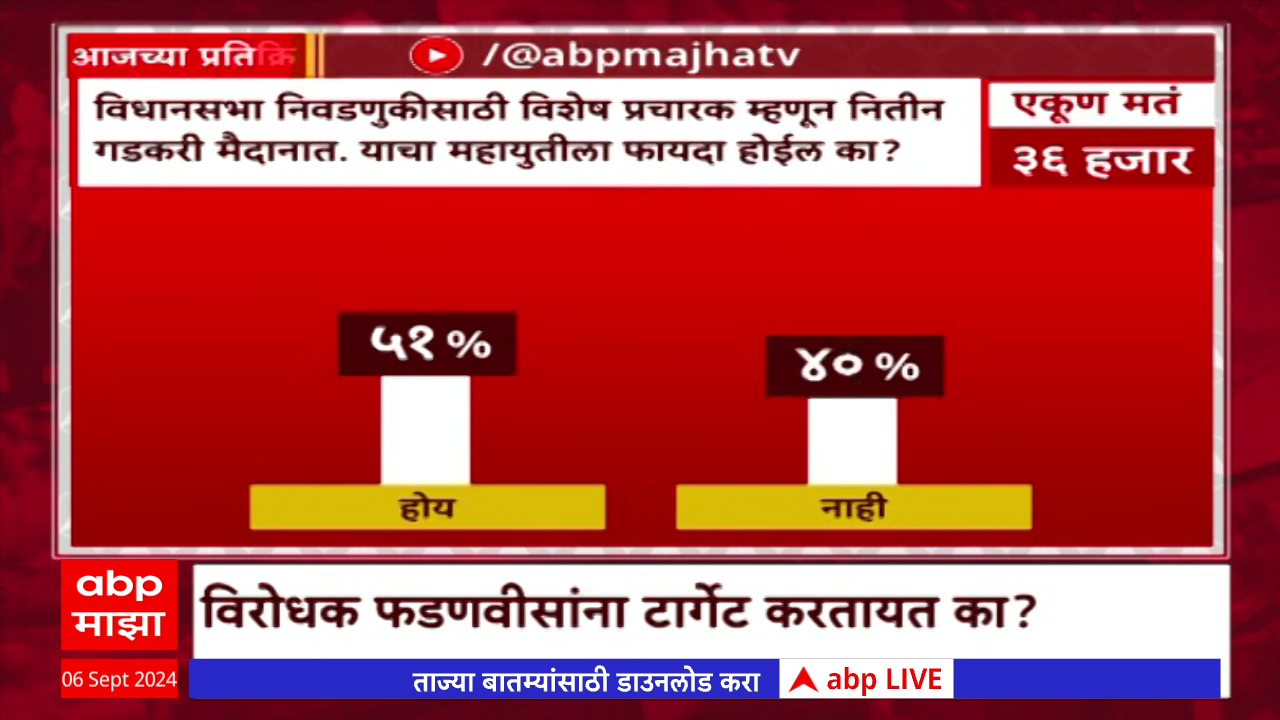 आजच्या प्रतिक्रि
/@abpmajhatv
विधानसभा निवडणुकीसाठी विशेष प्रचारक म्हणून नितीन
गडकरी मैदानात. याचा महायुतीला फायदा होईल का?
एकूण मतं
३६ हजार
५१ %
४० %
होय
नाही
abp
माझा
विरोधक फडणवीसांना टार्गेट करतायत का?
06 Sept 2024
ताज्या बातम्यांसाठी डाउनलोड करा
abp LIVE